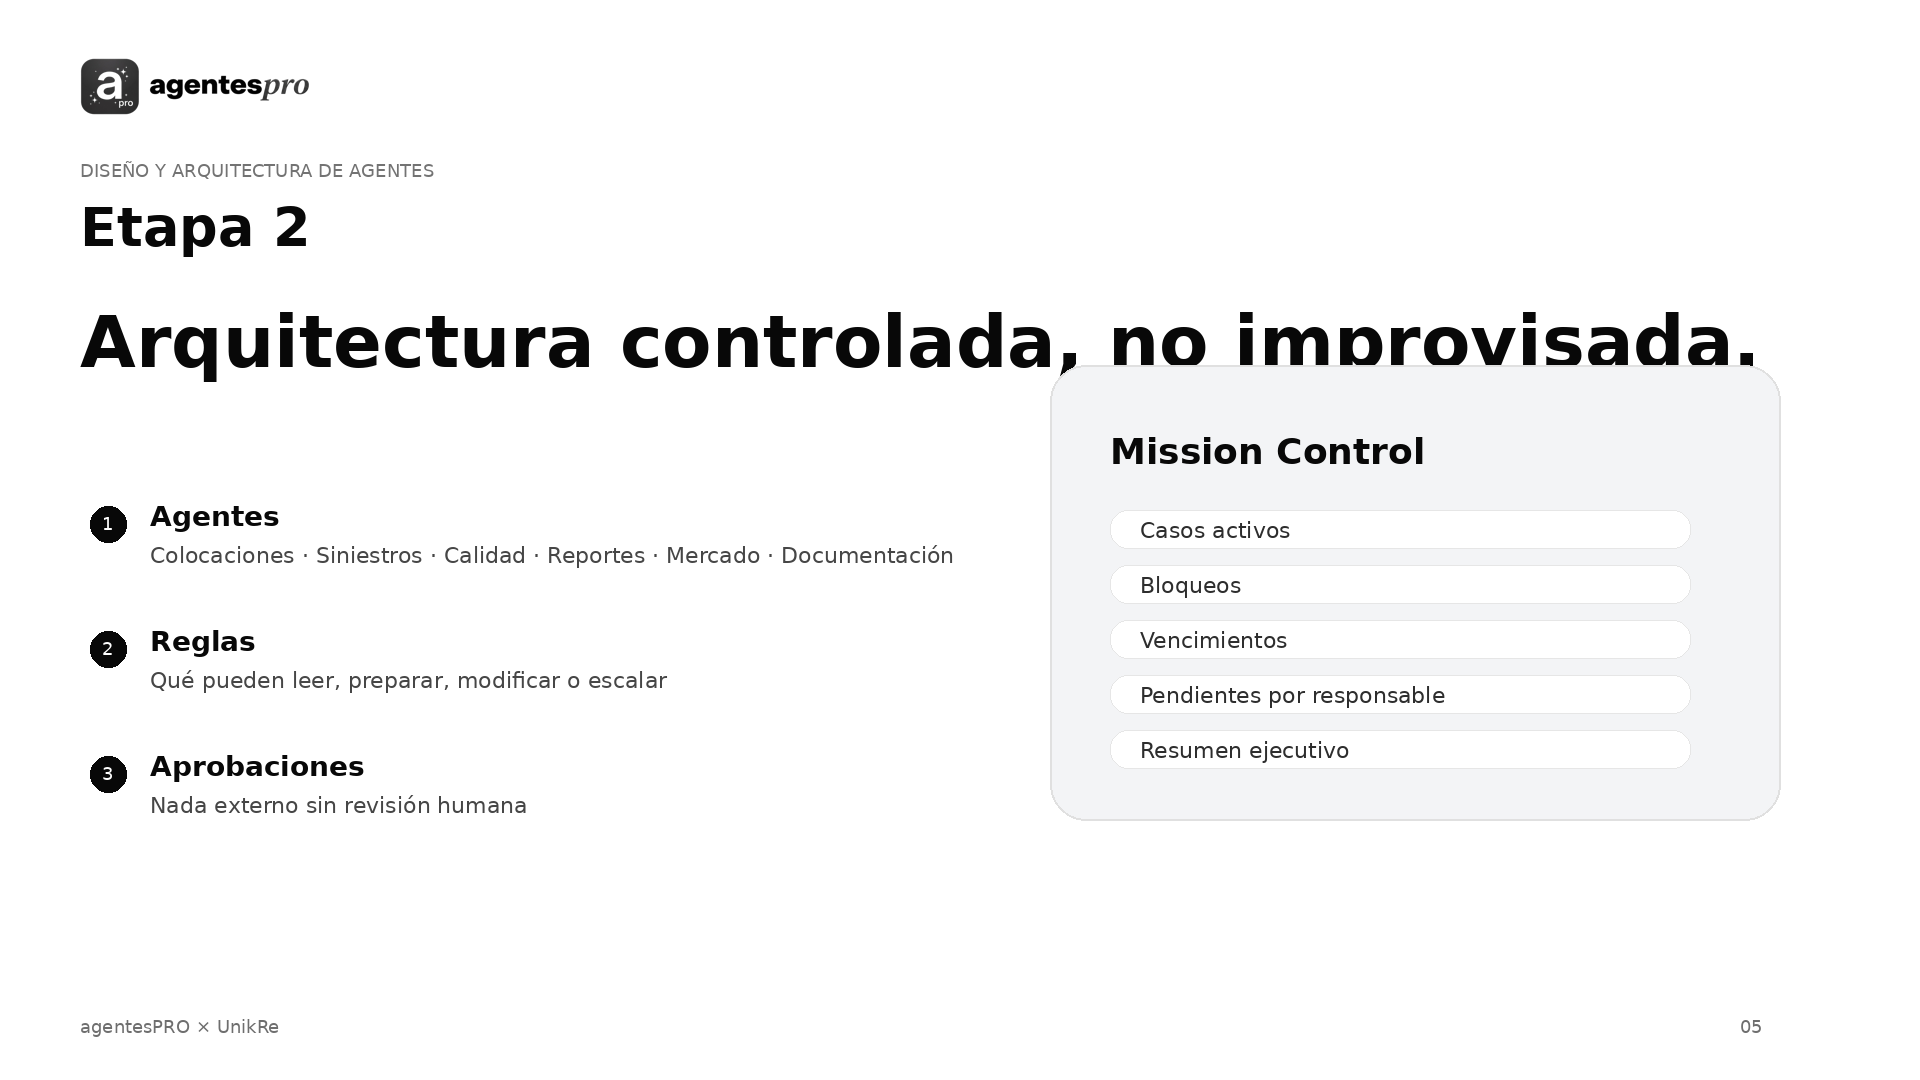 a
pro
agentespro
DISEÑO Y ARQUITECTURA DE AGENTES
Etapa 2
Arquitectura controlada, no improvisada.
1
Agentes
Colocaciones · Siniestros · Calidad · Reportes · Mercado · Documentación
2
Reglas
Qué pueden leer, preparar, modificar o escalar
3
Aprobaciones
Nada externo sin revisión humana
Mission Control
Casos activos
Bloqueos
Vencimientos
Pendientes por responsable
Resumen ejecutivo
agentesPRO × UnikRe
05